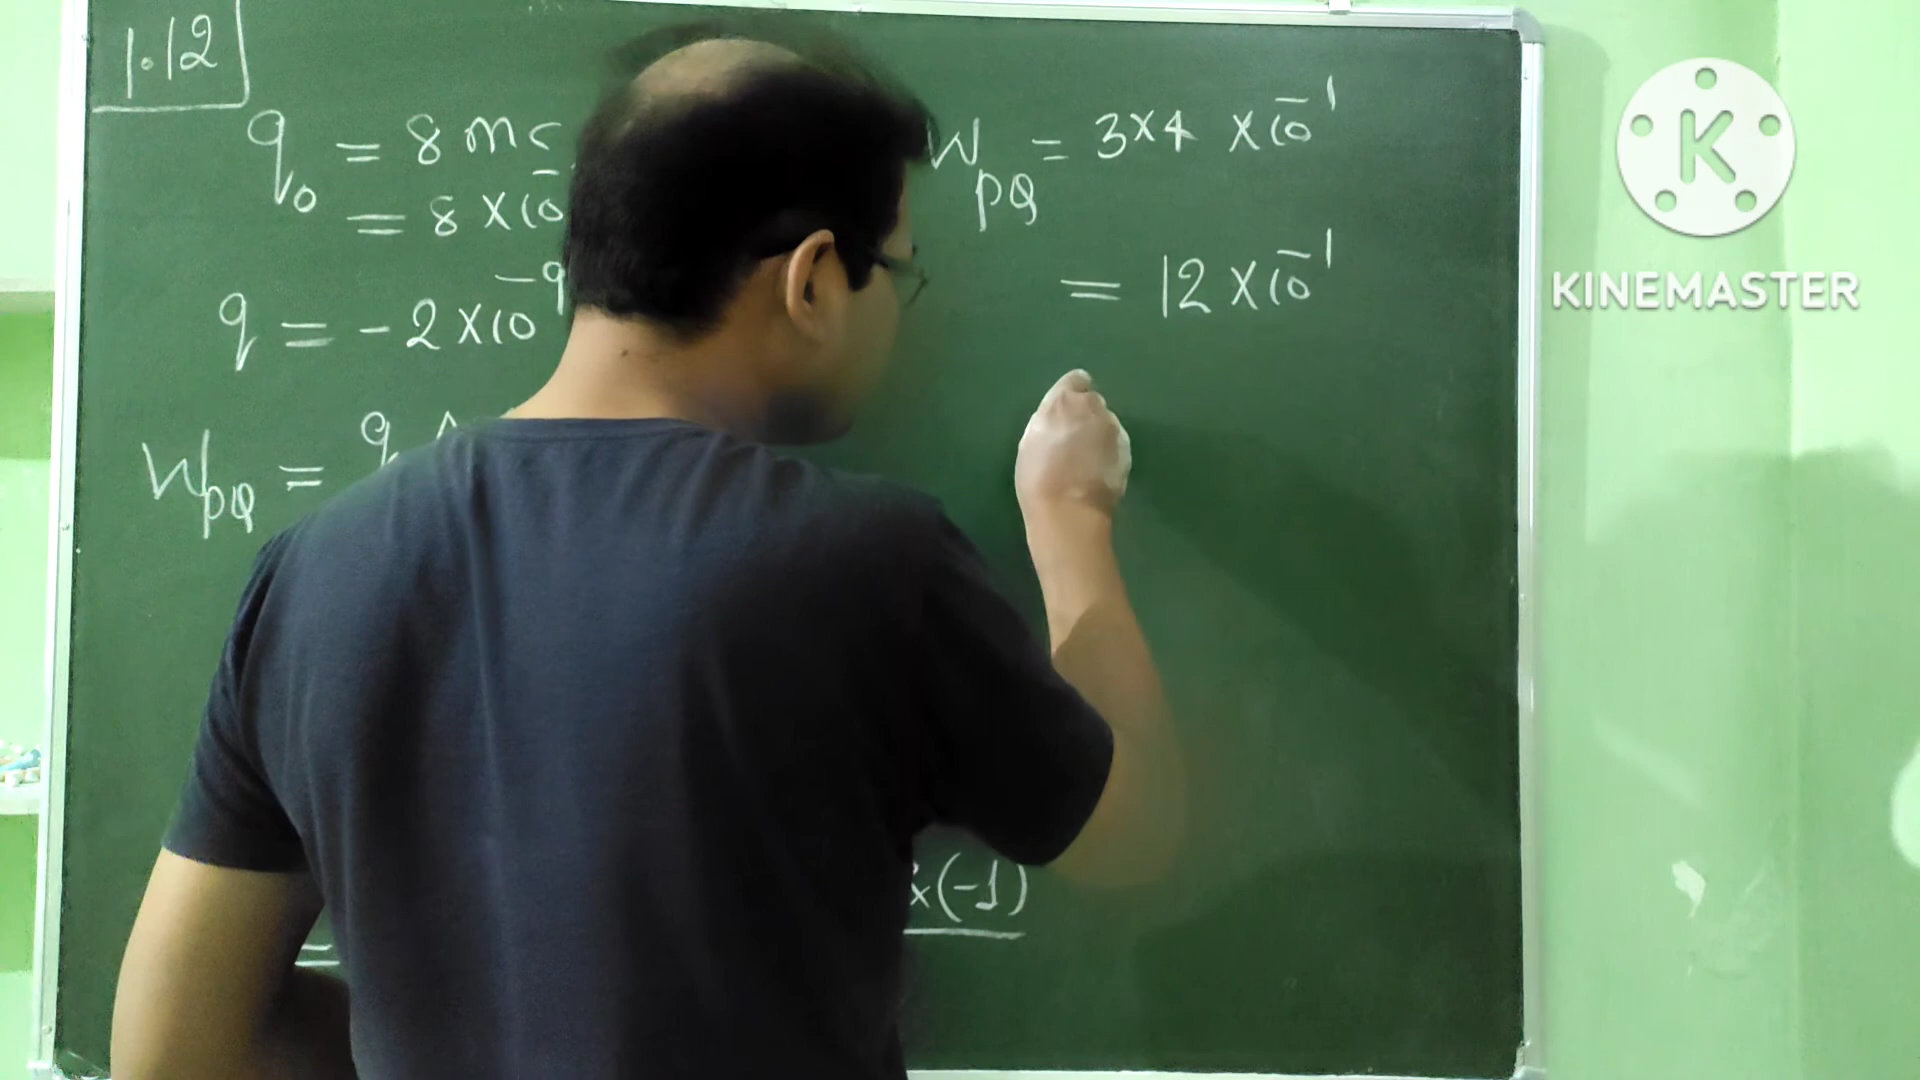 1.12
q₀ = 8 mc
= 8 × 10⁻
q = -2 × 10⁻⁹
W_PQ = q
=
×(-1)
W_PQ = 3×4 × 10⁻¹
= 12 × 10⁻¹
K
KINEMASTER